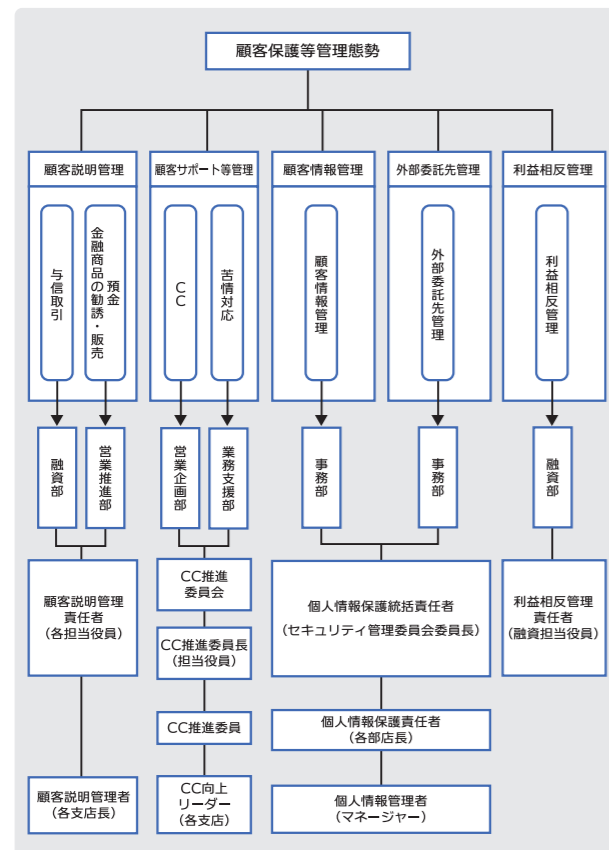 顧客保護等管理態勢
顧客説明管理
顧客サポート等管理
顧客情報管理
外部委託先管理
利益相反管理
与信取引
預金
金融商品の勧誘・販売
CC
苦情対応
顧客情報管理
外部委託先管理
利益相反管理
融資部
営業推進部
営業企画部
業務支援部
事務部
事務部
融資部
顧客説明管理
責任者
(各担当役員)
CC推進
委員会
CC推進委員長
(担当役員)
CC推進委員
CC向上
リーダー
(各支店)
個人情報保護統括責任者
(セキュリティ管理委員会委員長)
利益相反管理
責任者
(融資担当役員)
個人情報保護責任者
(各部店長)
顧客説明管理者
(各支店長)
個人情報管理者
(マネージャー)